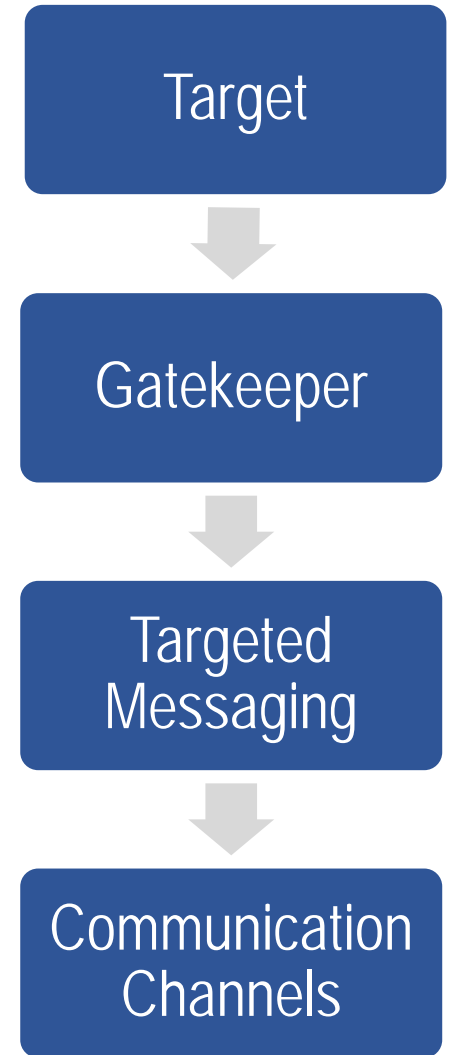 Target
Gatekeeper
Targeted
Messaging
Communication
Channels